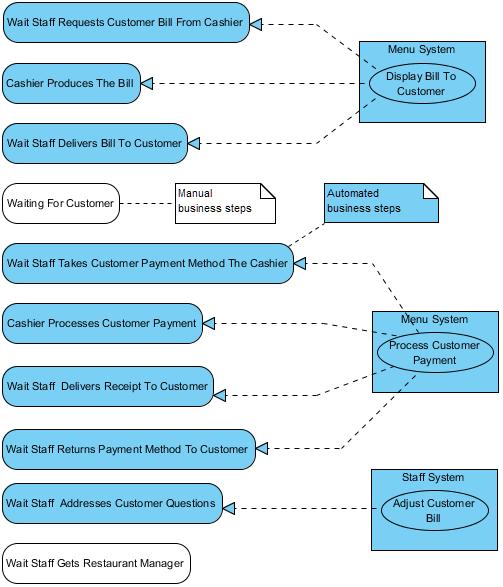 Wait Staff Requests Customer Bill From Cashier
Menu System
Display Bill To
Customer
Cashier Produces The Bill
Wait Staff Delivers Bill To Customer
Waiting For Customer
Manual
business steps
Automated
business steps
Wait Staff Takes Customer Payment Method The Cashier
Cashier Processes Customer Payment
Menu System
Process Customer
Payment
Wait Staff  Delivers Receipt To Customer
Wait Staff Returns Payment Method To Customer
Wait Staff  Addresses Customer Questions
Staff System
Adjust Customer
Bill
Wait Staff Gets Restaurant Manager